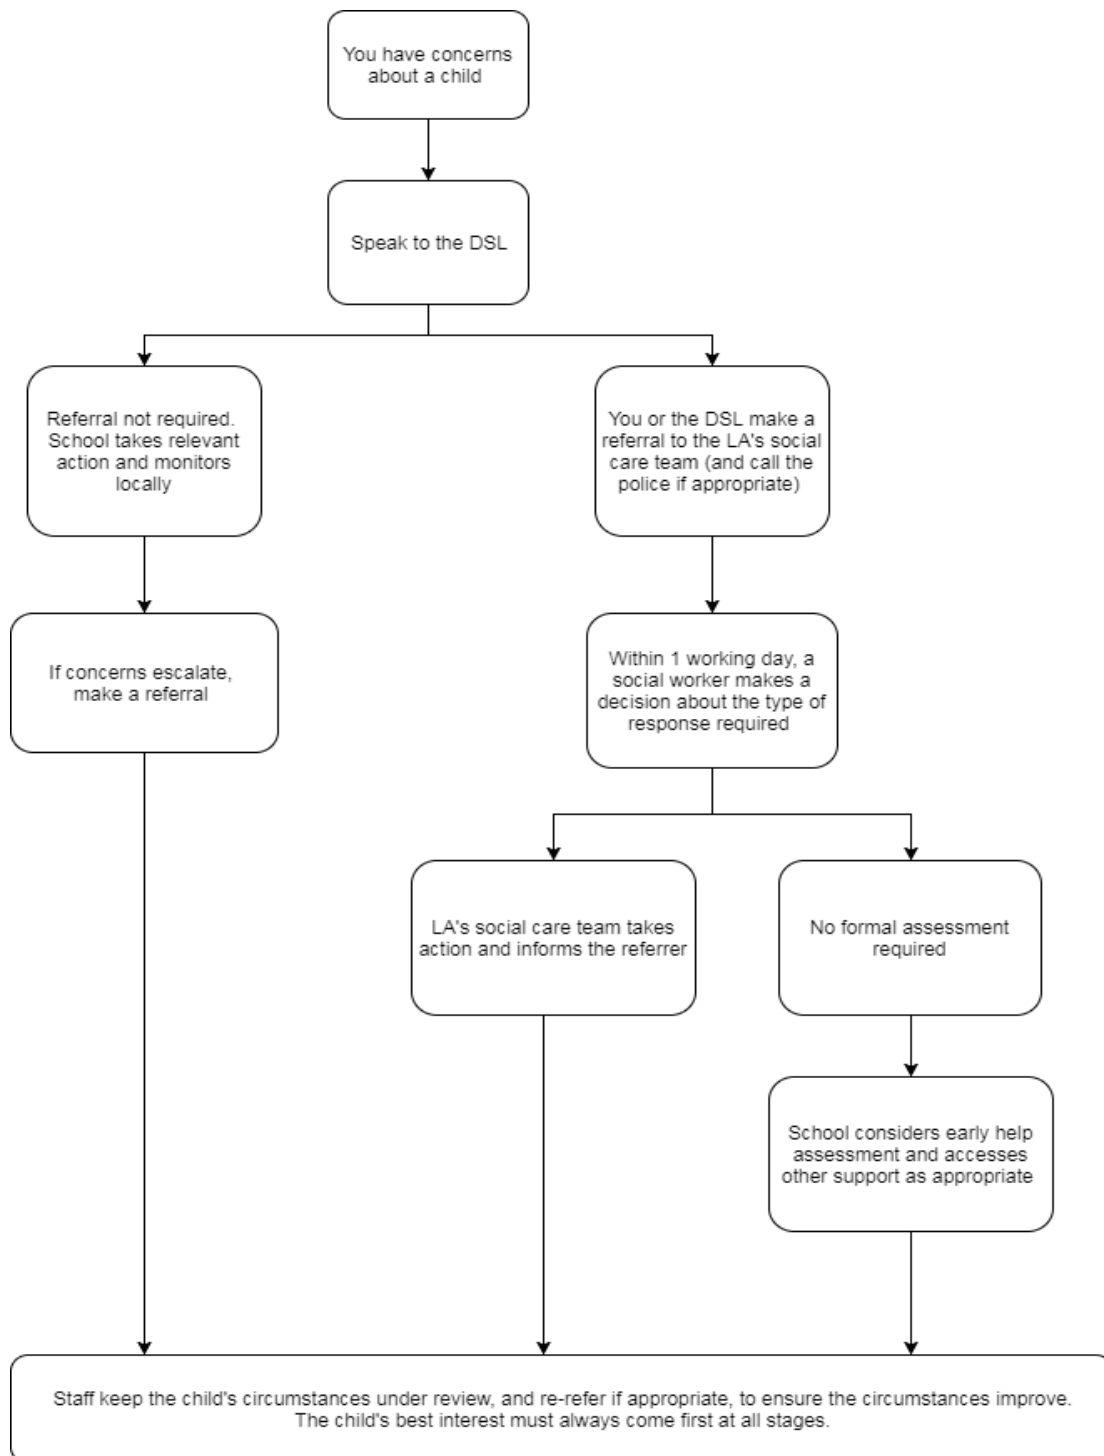 You have concerns
about a child
Speak to the DSL
Referral not required.
School takes relevant
action and monitors
locally
You or the DSL make a
referral to the LA's social
care team (and call the
police if appropriate)
If concerns escalate,
make a referral
Within 1 working day, a
social worker makes a
decision about the type of
response required
LA's social care team takes
action and informs the referrer
No formal assessment
required
School considers early help
assessment and accesses
other support as appropriate
Staff keep the child's circumstances under review, and re-refer if appropriate, to ensure the circumstances improve.
The child's best interest must always come first at all stages.